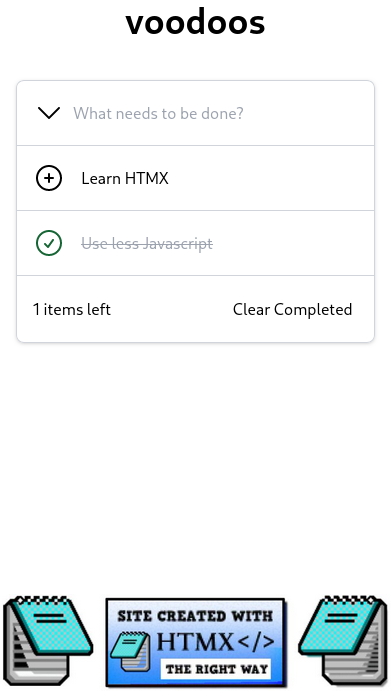 voodoos
What needs to be done?
Learn HTMX
Use less Javascript
1 items left
Clear Completed
SITE CREATED WITH
HTMX</>
THE RIGHT WAY